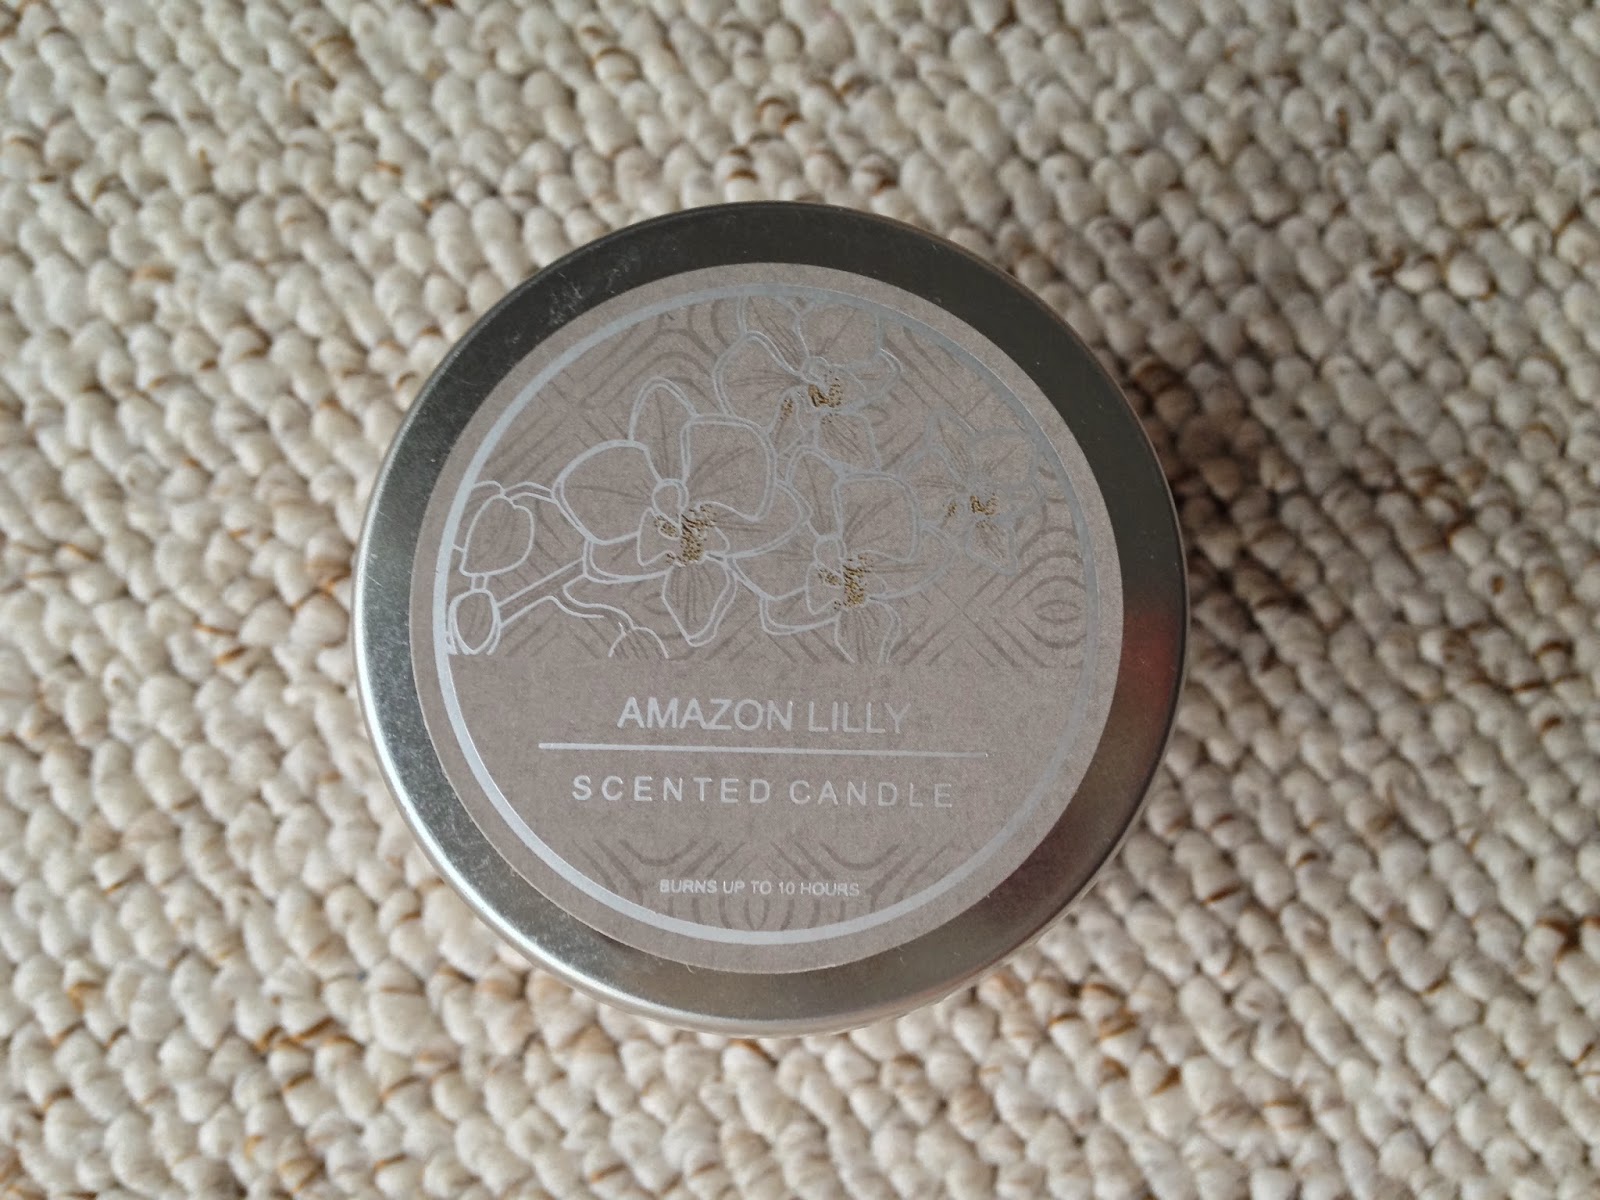 AMAZON LILLY
SCENTED CANDLE
BURNS UP TO 10 HOURS